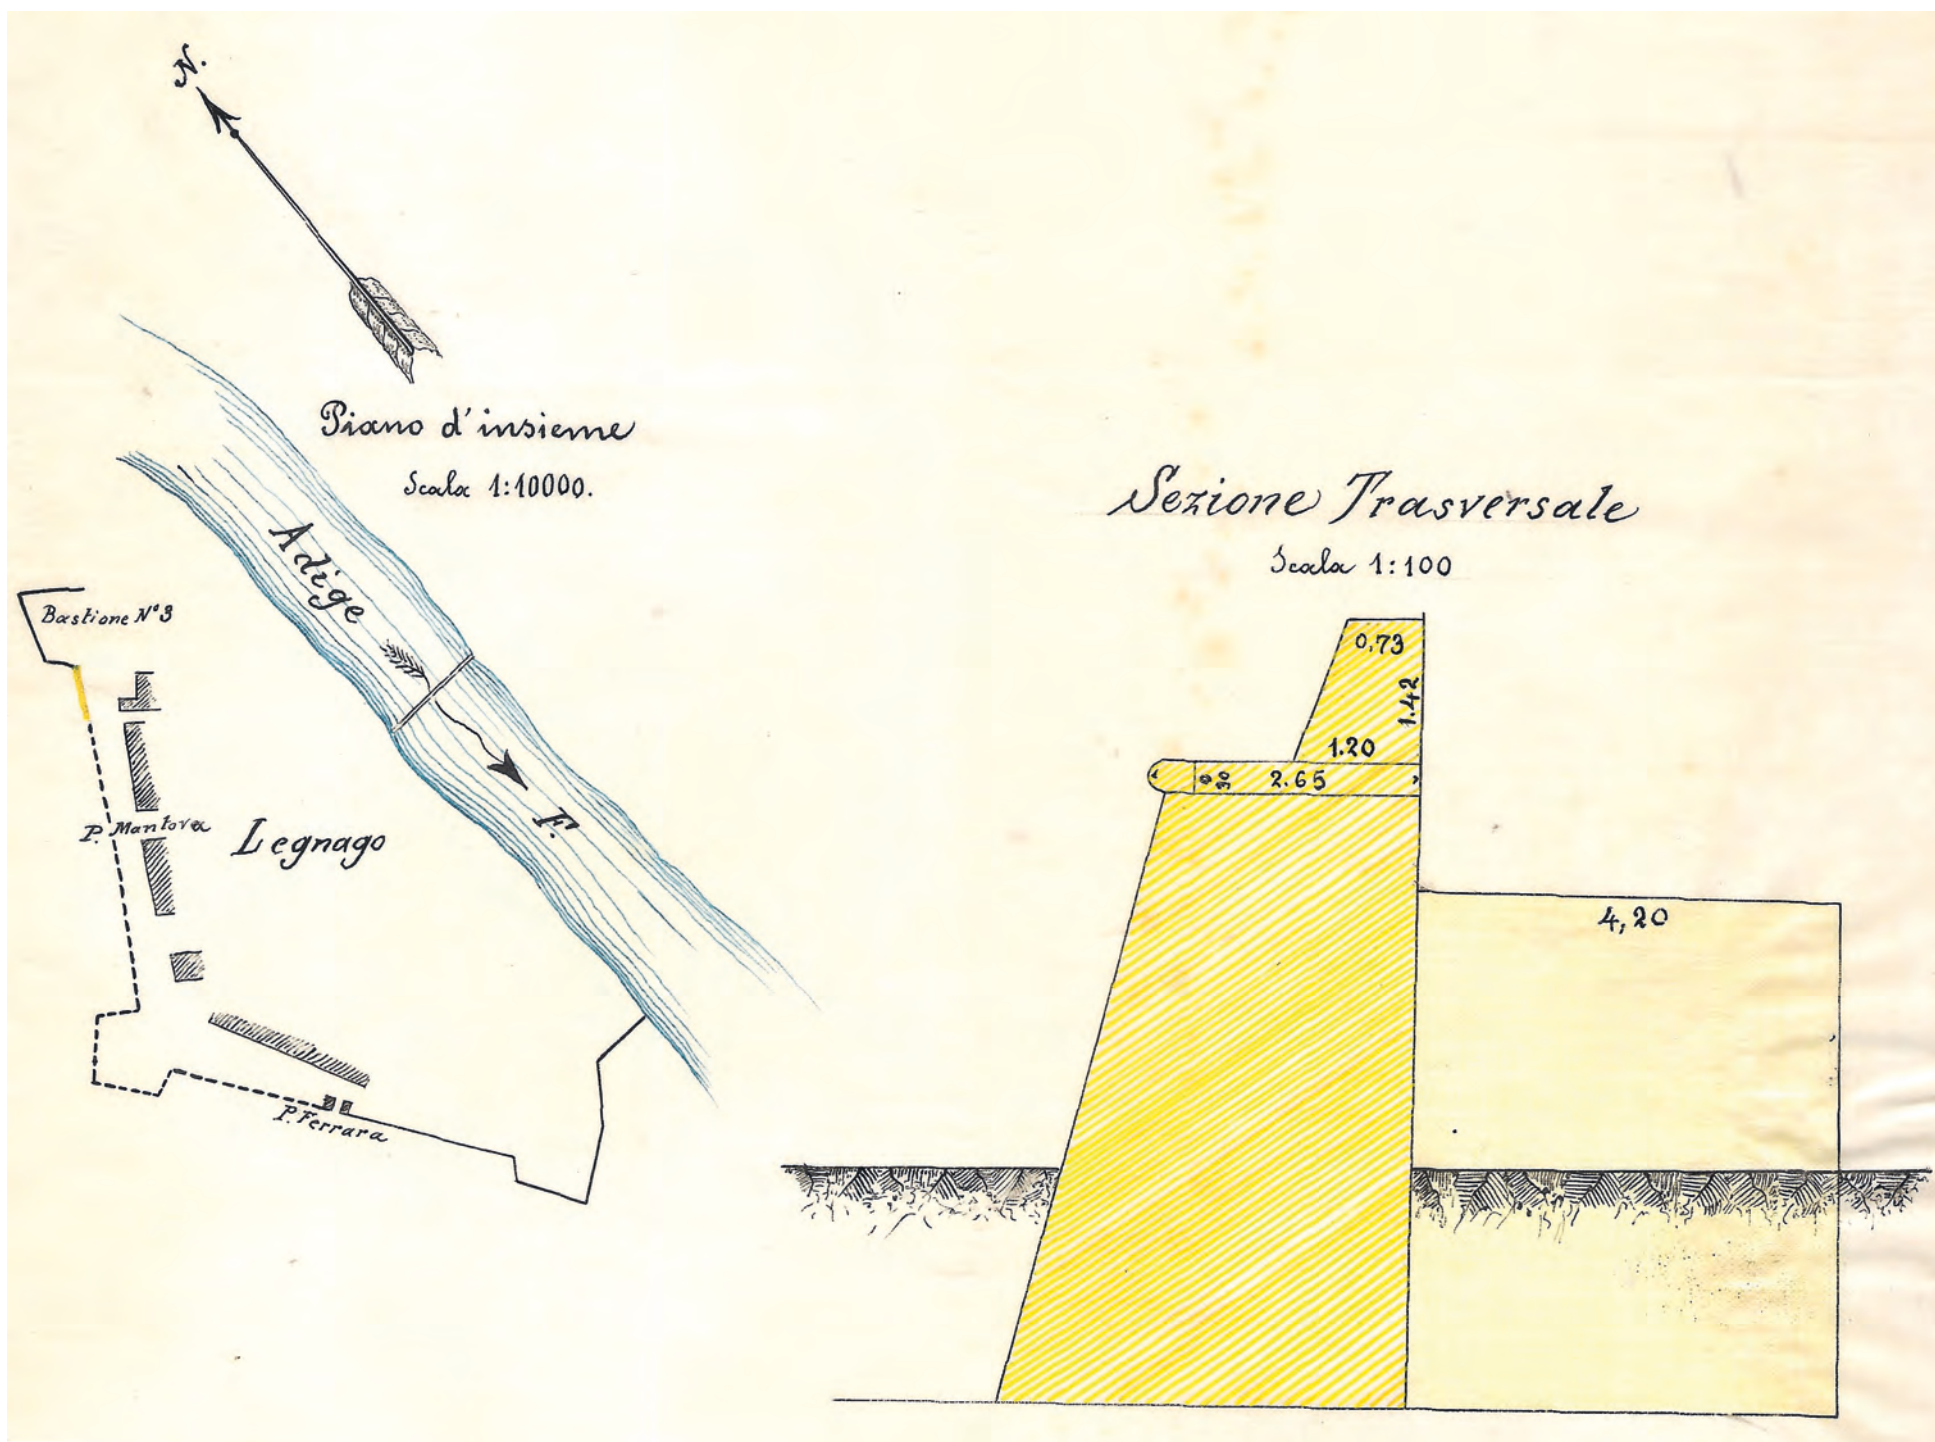 N.
Piano d'insieme
Scala 1:10000.
Adige
F.
Bastione N° 3
P. Mantova
Legnago
P. Ferrara
Sezione Trasversale
Scala 1:100
0,73
1.42
1.20
0 30
2.65
4,20